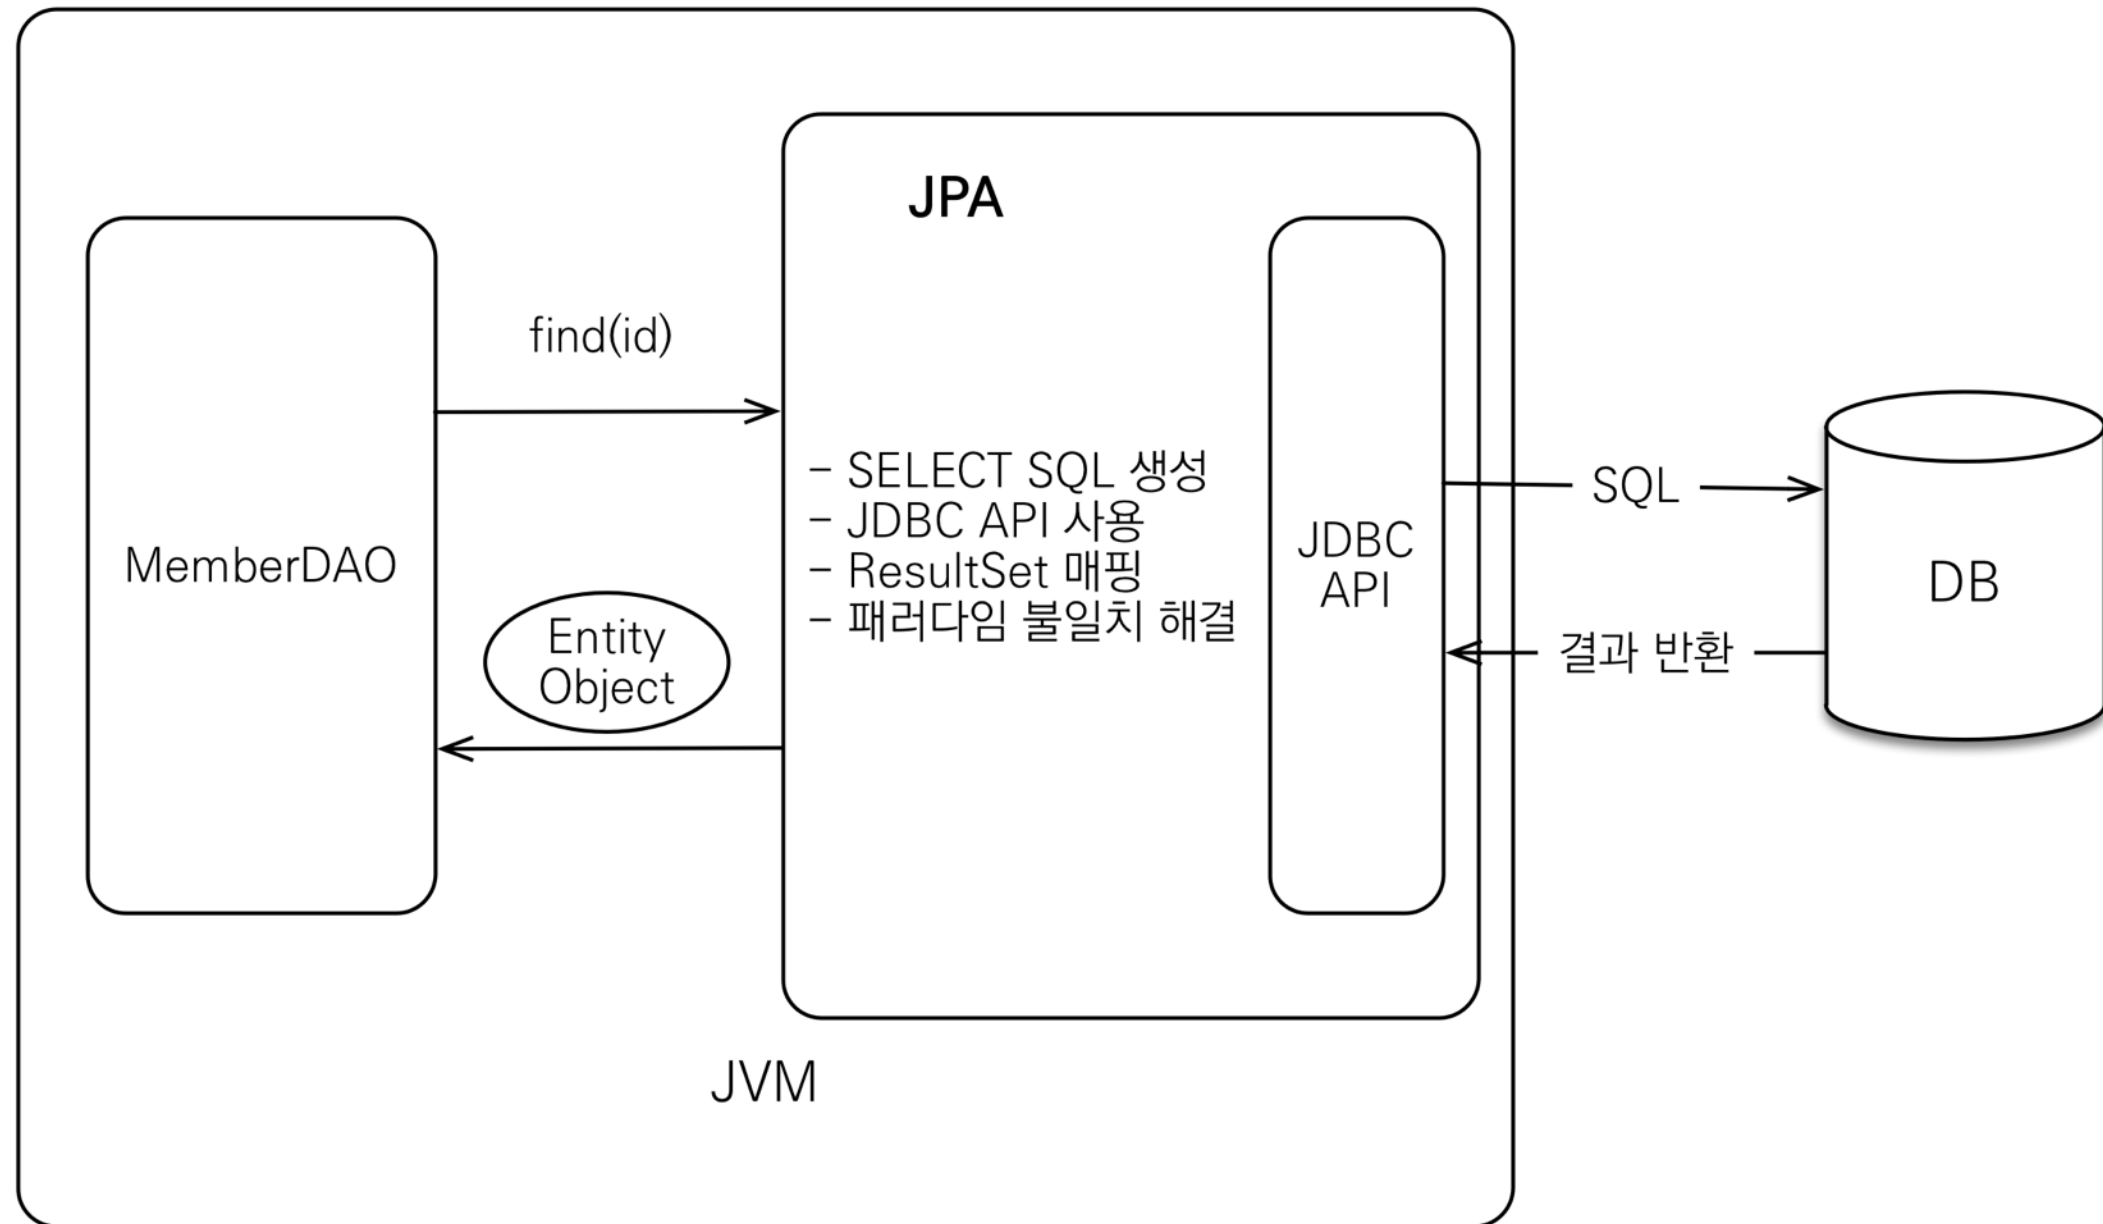 JPA
find(id)
- SELECT SQL 생성
- JDBC API 사용
- ResultSet 매핑
- 패러다임 불일치 해결
MemberDAO
Entity
Object
JDBC
API
SQL
결과 반환
DB
JVM